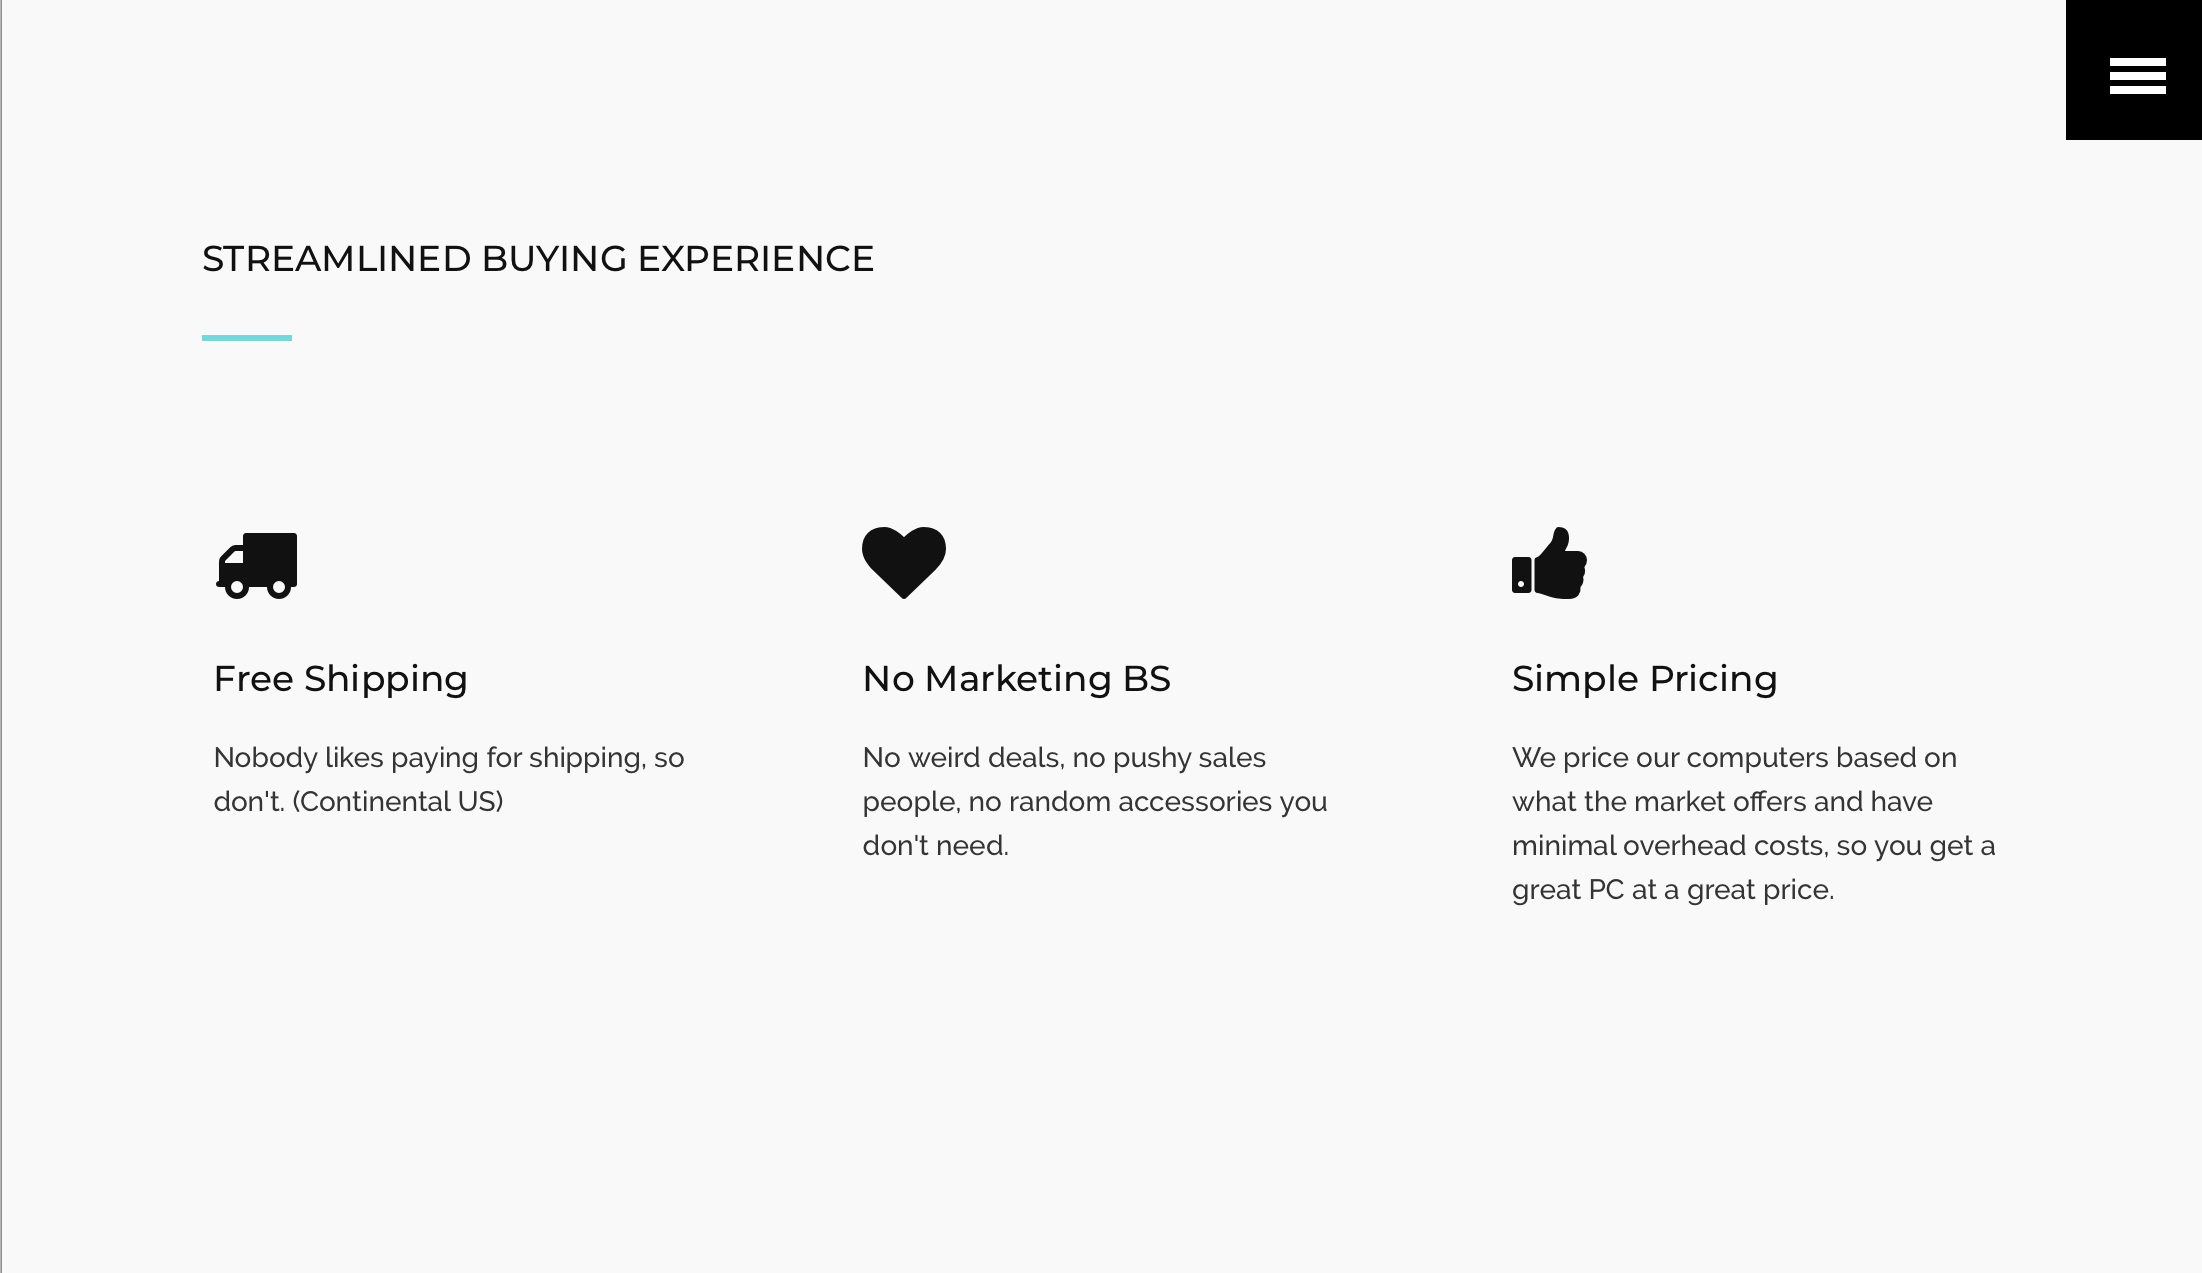 STREAMLINED BUYING EXPERIENCE
Free Shipping
Nobody likes paying for shipping, so
don't. (Continental US)
No Marketing BS
No weird deals, no pushy sales
people, no random accessories you
don't need.
Simple Pricing
We price our computers based on
what the market offers and have
minimal overhead costs, so you get a
great PC at a great price.